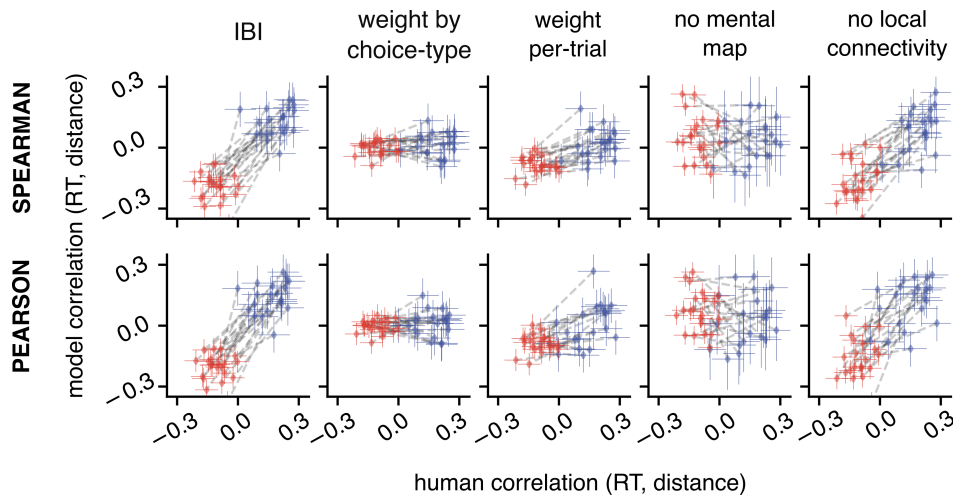 IBI
weight by
choice-type
weight
per-trial
no mental
map
no local
connectivity
SPEARMAN
PEARSON
model correlation (RT, distance)
0.3
0.0
−0.3
0.3
0.0
−0.3
−0.3 0.0 0.3
−0.3 0.0 0.3
−0.3 0.0 0.3
−0.3 0.0 0.3
−0.3 0.0 0.3
human correlation (RT, distance)